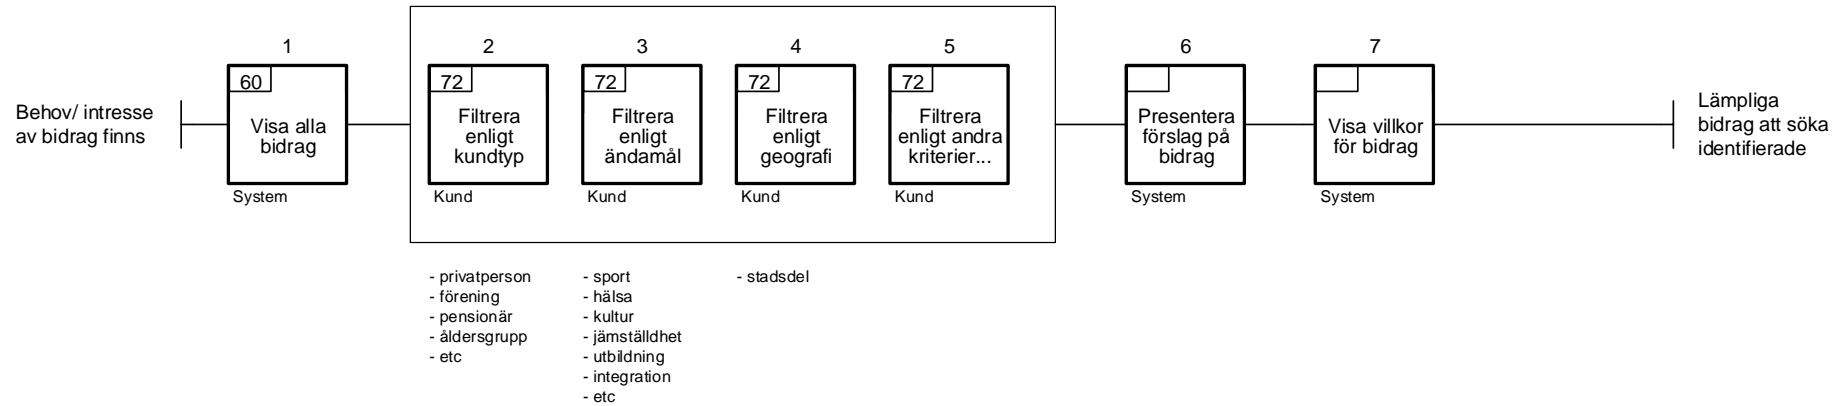 1
2
3
4
5
6
7
60
72
72
72
72
Behov/ intresse
av bidrag finns
Visa alla
bidrag
Filtrera
enligt
kundtyp
Filtrera
enligt
ändamål
Filtrera
enligt
geografi
Filtrera
enligt andra
kriterier...
Presentera
förslag på
bidrag
Visa villkor
för bidrag
Lämpliga
bidrag att söka
identifierade
System
Kund
Kund
Kund
Kund
System
System
- privatperson
- förening
- pensionär
- åldersgrupp
- etc
- sport
- hälsa
- kultur
- jämställdhet
- utbildning
- integration
- etc
- stadsdel